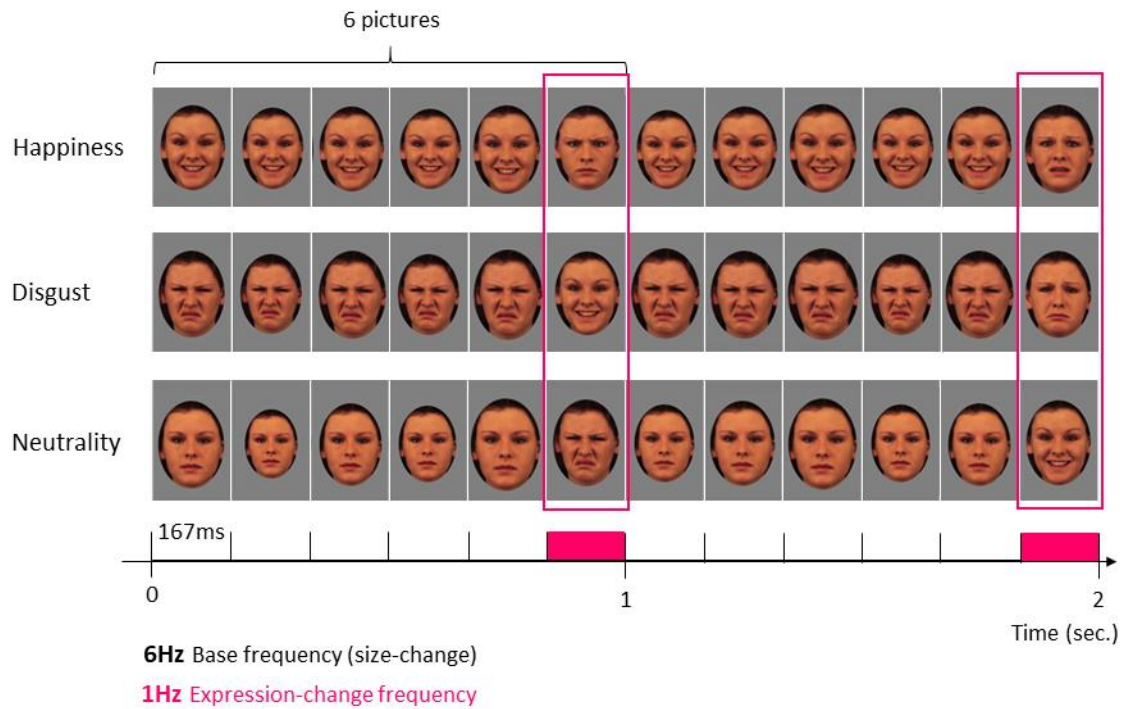 6 pictures
Happiness
Disgust
Neutrality
167ms
0
1
2
Time (sec.)
6Hz Base frequency (size-change)
1Hz Expression-change frequency